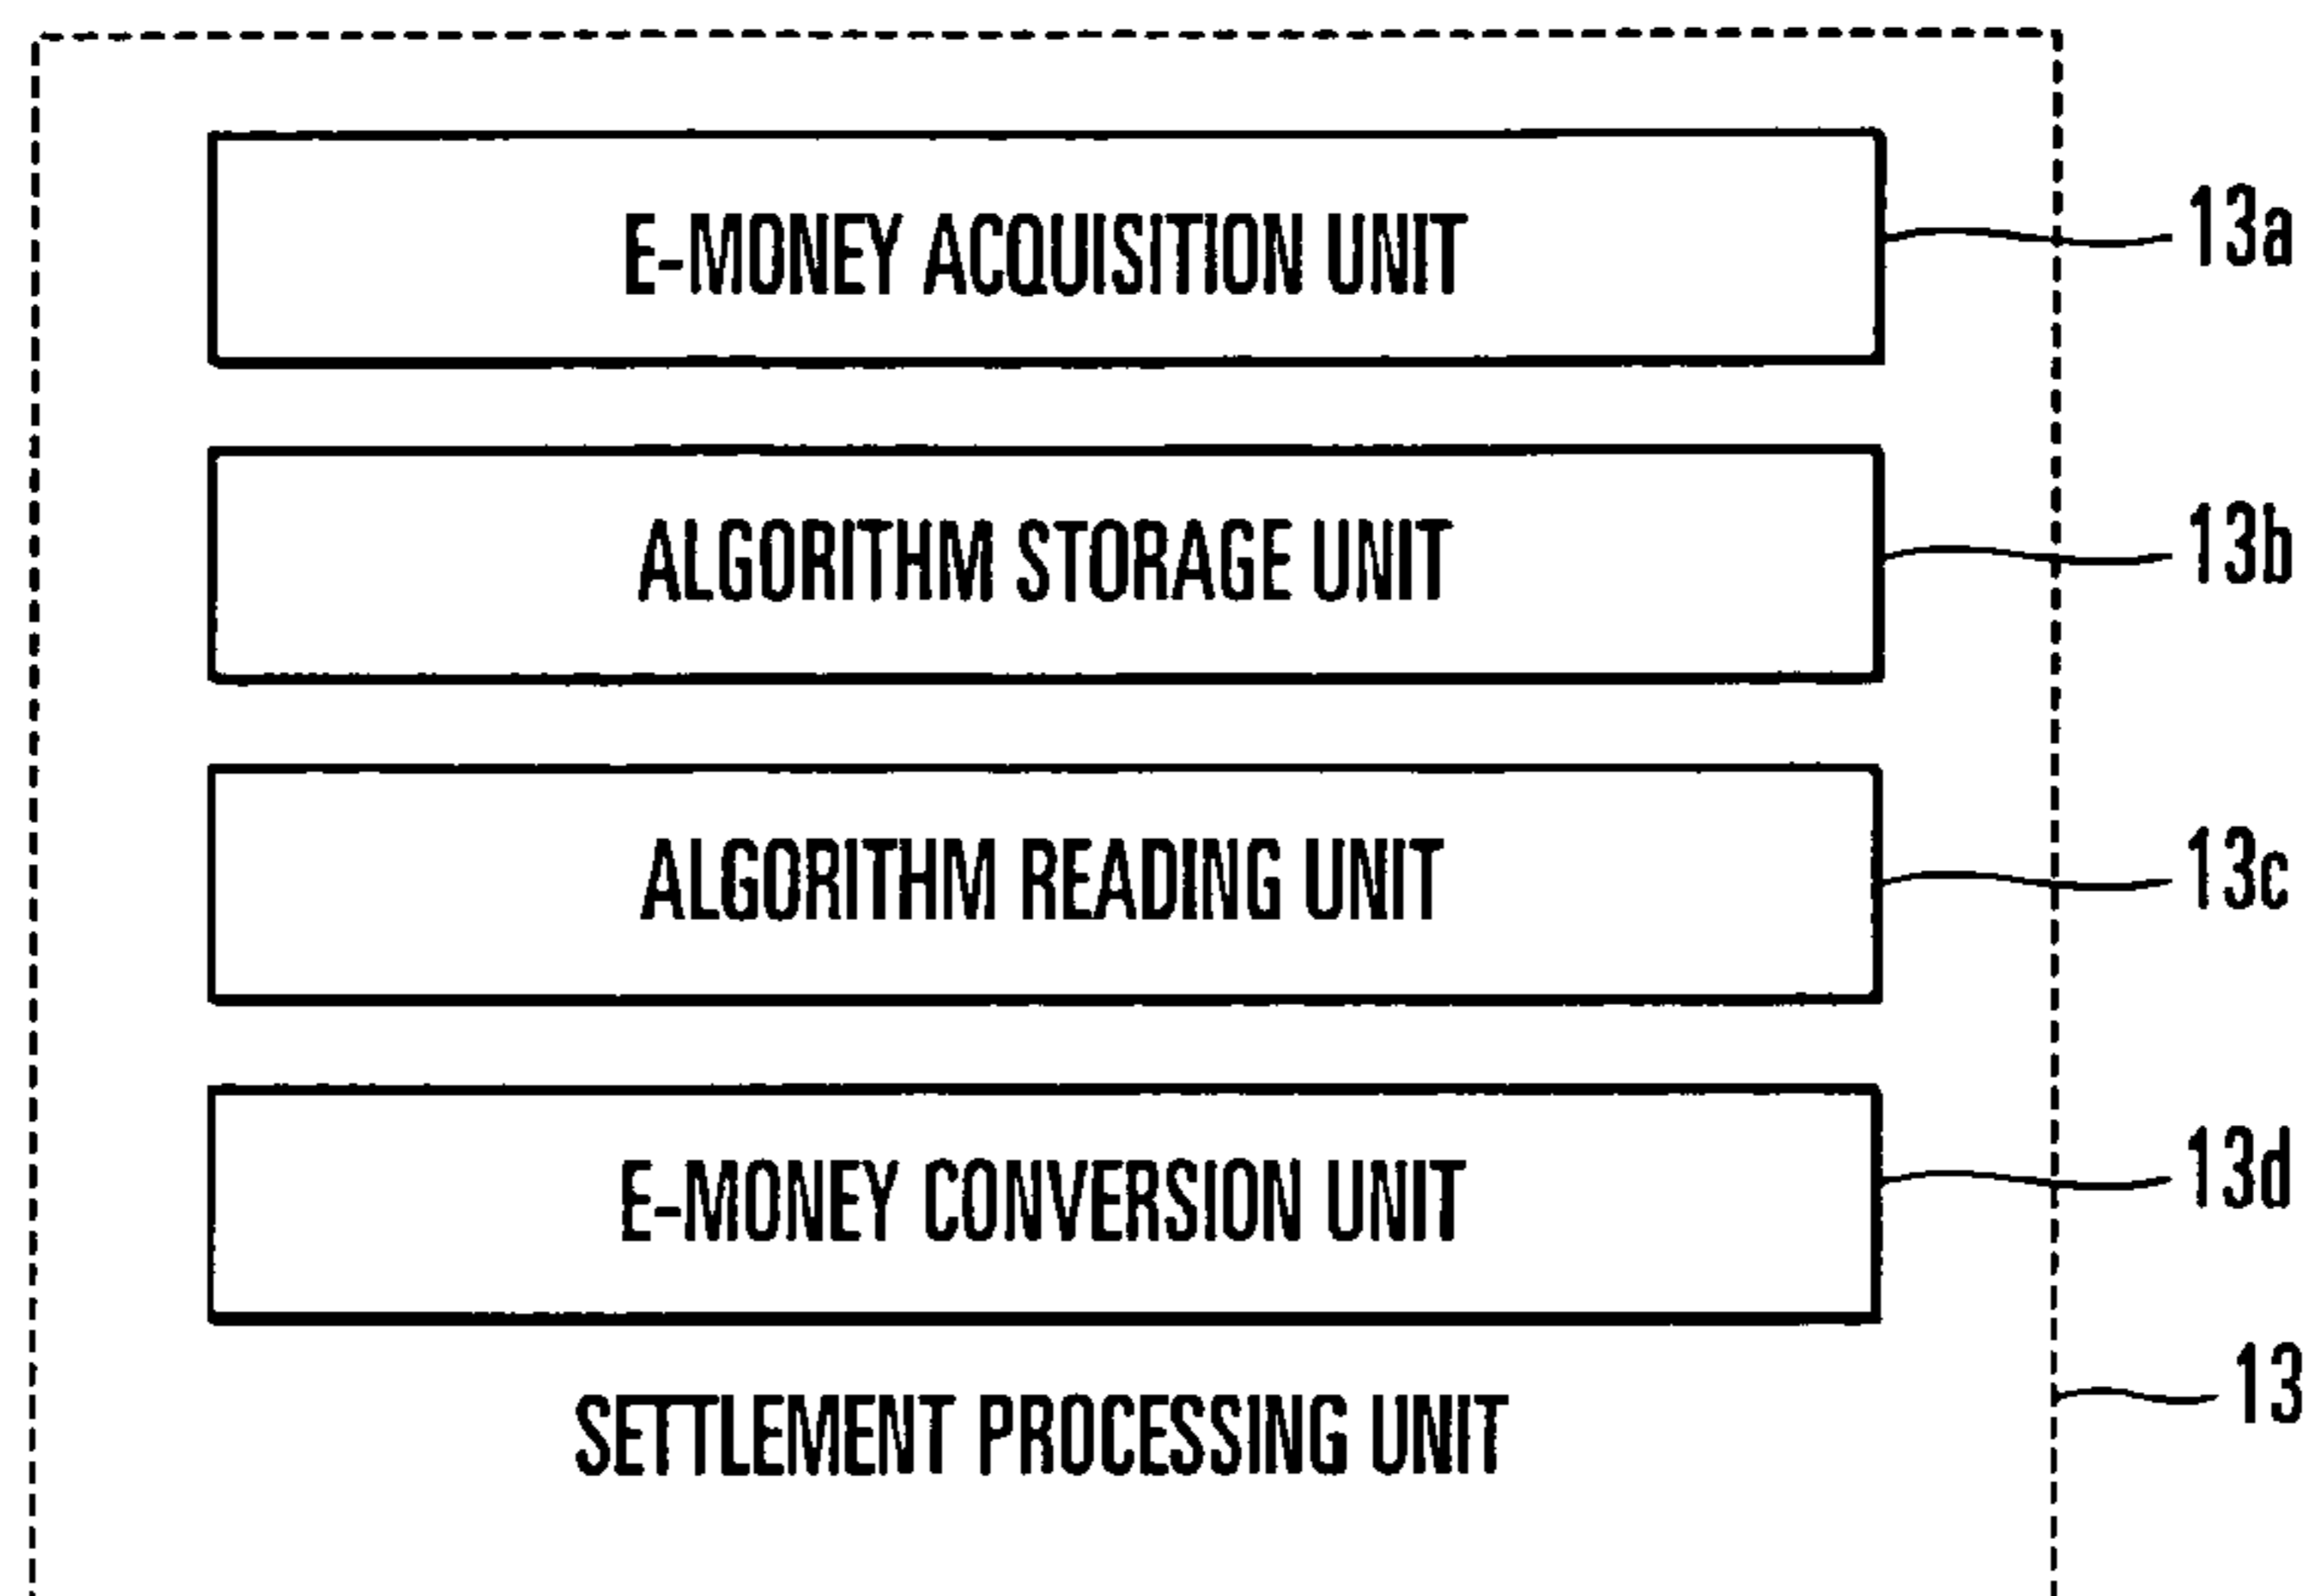 E-MONEY ACQUISITION UNIT 13a
ALGORITHM STORAGE UNIT 13b
ALGORITHM READING UNIT 13c
E-MONEY CONVERSION UNIT 13d
13
SETTLEMENT PROCESSING UNIT